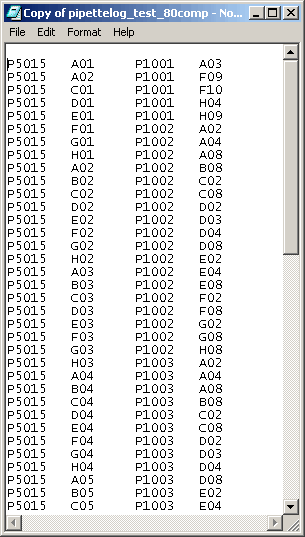 Copy of pipettelog_test_80comp - No...
File Edit Format Help
P5015 A01 P1001 A03
P5015 A02 P1001 F09
P5015 C01 P1001 F10
P5015 D01 P1001 H04
P5015 E01 P1001 H09
P5015 F01 P1002 A02
P5015 G01 P1002 A04
P5015 H01 P1002 A08
P5015 A02 P1002 B08
P5015 B02 P1002 C02
P5015 C02 P1002 C08
P5015 D02 P1002 D02
P5015 E02 P1002 D03
P5015 F02 P1002 D04
P5015 G02 P1002 D08
P5015 H02 P1002 E02
P5015 A03 P1002 E04
P5015 B03 P1002 E08
P5015 C03 P1002 F02
P5015 D03 P1002 F08
P5015 E03 P1002 G02
P5015 F03 P1002 G08
P5015 G03 P1002 H08
P5015 H03 P1003 A02
P5015 A04 P1003 A04
P5015 B04 P1003 A08
P5015 C04 P1003 B08
P5015 D04 P1003 C02
P5015 E04 P1003 C08
P5015 F04 P1003 D02
P5015 G04 P1003 D03
P5015 H04 P1003 D04
P5015 A05 P1003 D08
P5015 B05 P1003 E02
P5015 C05 P1003 E04